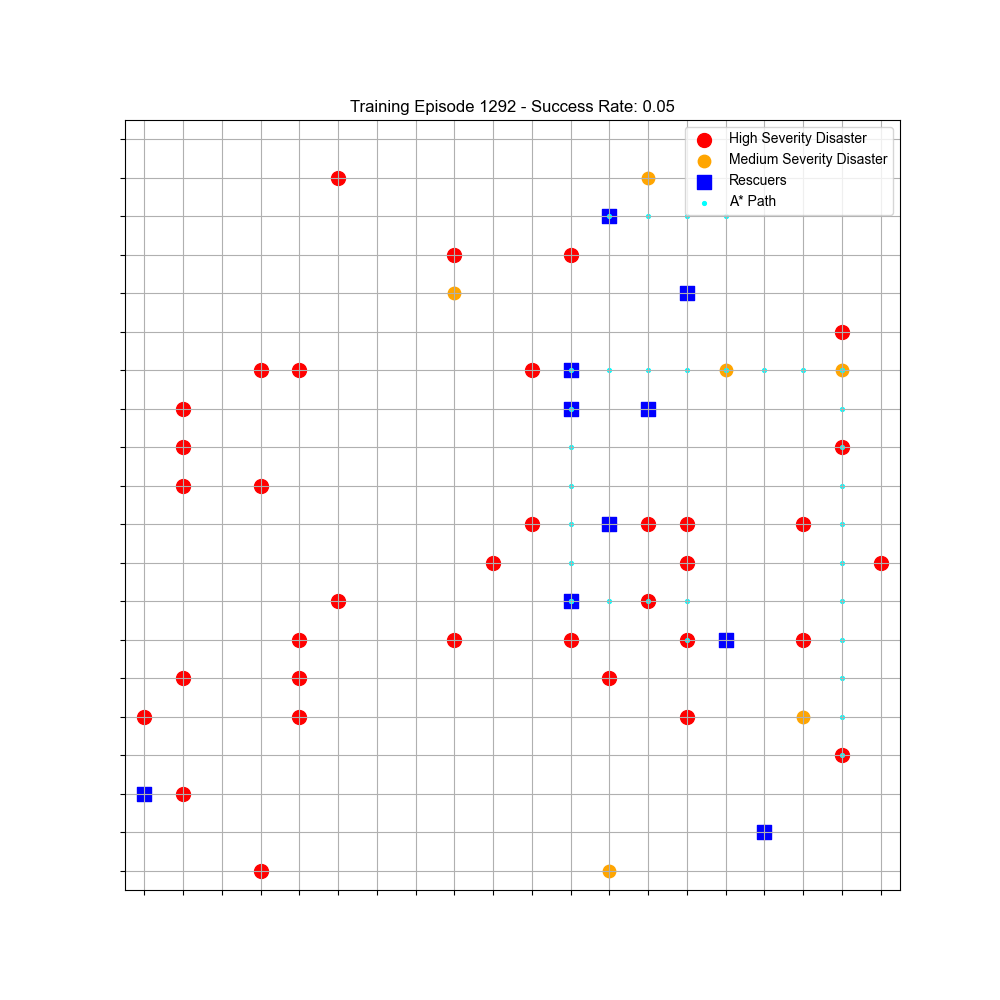 Training Episode 1292 - Success Rate: 0.05
High Severity Disaster
Medium Severity Disaster
Rescuers
A* Path